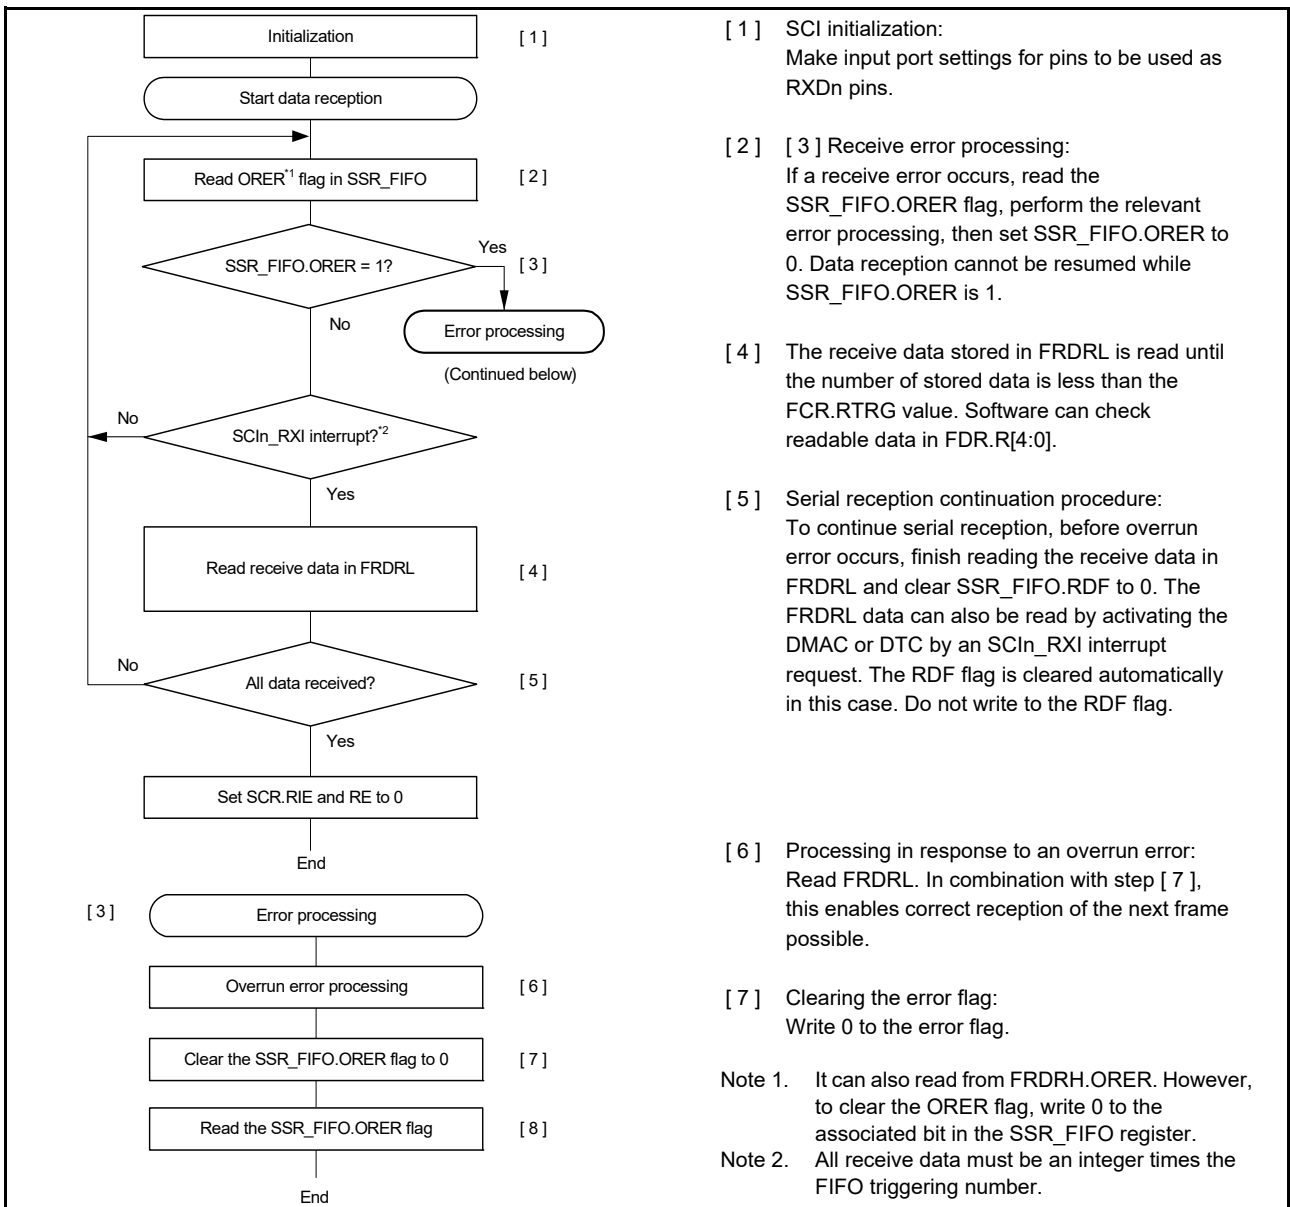 Initialization
[ 1 ]
Start data reception
Read ORER*1 flag in SSR_FIFO
[ 2 ]
SSR_FIFO.ORER = 1?
Yes
[ 3 ]
No
Error processing
(Continued below)
No
SCIn_RXI interrupt?*2
Yes
Read receive data in FRDRL
[ 4 ]
No
All data received?
[ 5 ]
Yes
Set SCR.RIE and RE to 0
End
[ 3 ]
Error processing
Overrun error processing
[ 6 ]
Clear the SSR_FIFO.ORER flag to 0
[ 7 ]
Read the SSR_FIFO.ORER flag
[ 8 ]
End
[ 1 ] SCI initialization:
Make input port settings for pins to be used as
RXDn pins.
[ 2 ] [ 3 ] Receive error processing:
If a receive error occurs, read the
SSR_FIFO.ORER flag, perform the relevant
error processing, then set SSR_FIFO.ORER to
0. Data reception cannot be resumed while
SSR_FIFO.ORER is 1.
[ 4 ] The receive data stored in FRDRL is read until
the number of stored data is less than the
FCR.RTRG value. Software can check
readable data in FDR.R[4:0].
[ 5 ] Serial reception continuation procedure:
To continue serial reception, before overrun
error occurs, finish reading the receive data in
FRDRL and clear SSR_FIFO.RDF to 0. The
FRDRL data can also be read by activating the
DMAC or DTC by an SCIn_RXI interrupt
request. The RDF flag is cleared automatically
in this case. Do not write to the RDF flag.
[ 6 ] Processing in response to an overrun error:
Read FRDRL. In combination with step [ 7 ],
this enables correct reception of the next frame
possible.
[ 7 ] Clearing the error flag:
Write 0 to the error flag.
Note 1. It can also read from FRDRH.ORER. However,
to clear the ORER flag, write 0 to the
associated bit in the SSR_FIFO register.
Note 2. All receive data must be an integer times the
FIFO triggering number.